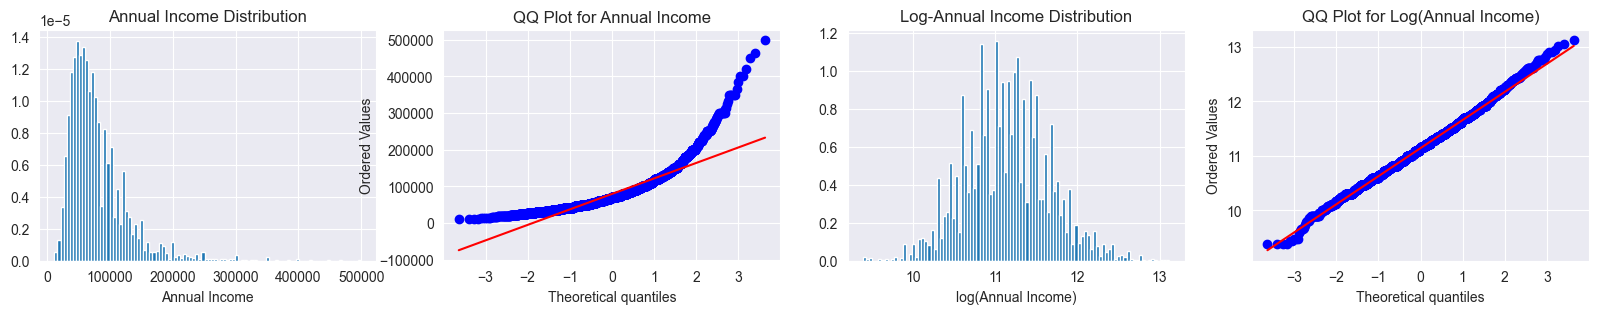 Annual Income Distribution
1e−5
1.4
1.2
1.0
0.8
0.6
0.4
0.2
0.0
0 100000 200000 300000 400000 500000
Annual Income
QQ Plot for Annual Income
500000
400000
300000
200000
100000
0
−100000
Ordered Values
−3 −2 −1 0 1 2 3
Theoretical quantiles
Log-Annual Income Distribution
1.2
1.0
0.8
0.6
0.4
0.2
0.0
10 11 12 13
log(Annual Income)
QQ Plot for Log(Annual Income)
13
12
11
10
Ordered Values
−3 −2 −1 0 1 2 3
Theoretical quantiles